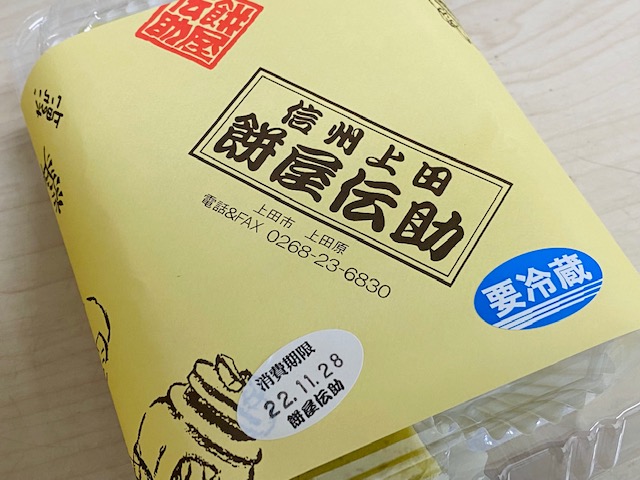 餅屋
伝助
信州上田
餅屋伝助
上田市 上田原
電話&FAX 0268-23-6830
要冷蔵
消費期限
22.11.28
餅屋伝助